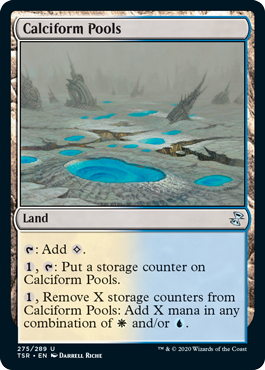 Calciform Pools
Land
: Add .
1, : Put a storage counter on
Calciform Pools.
1, Remove X storage counters from
Calciform Pools: Add X mana in any
combination of and/or .
275/289 U
TSR • EN DARRELL RICHE
™ & © 2020 Wizards of the Coast